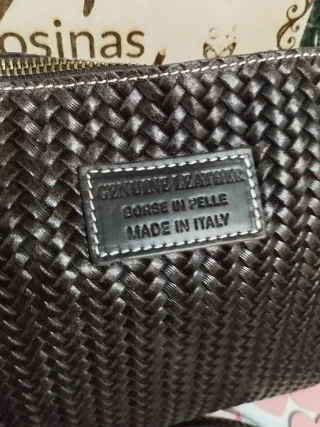 osinas
GENUINE LEATHER
BORSE IN PELLE
MADE IN ITALY